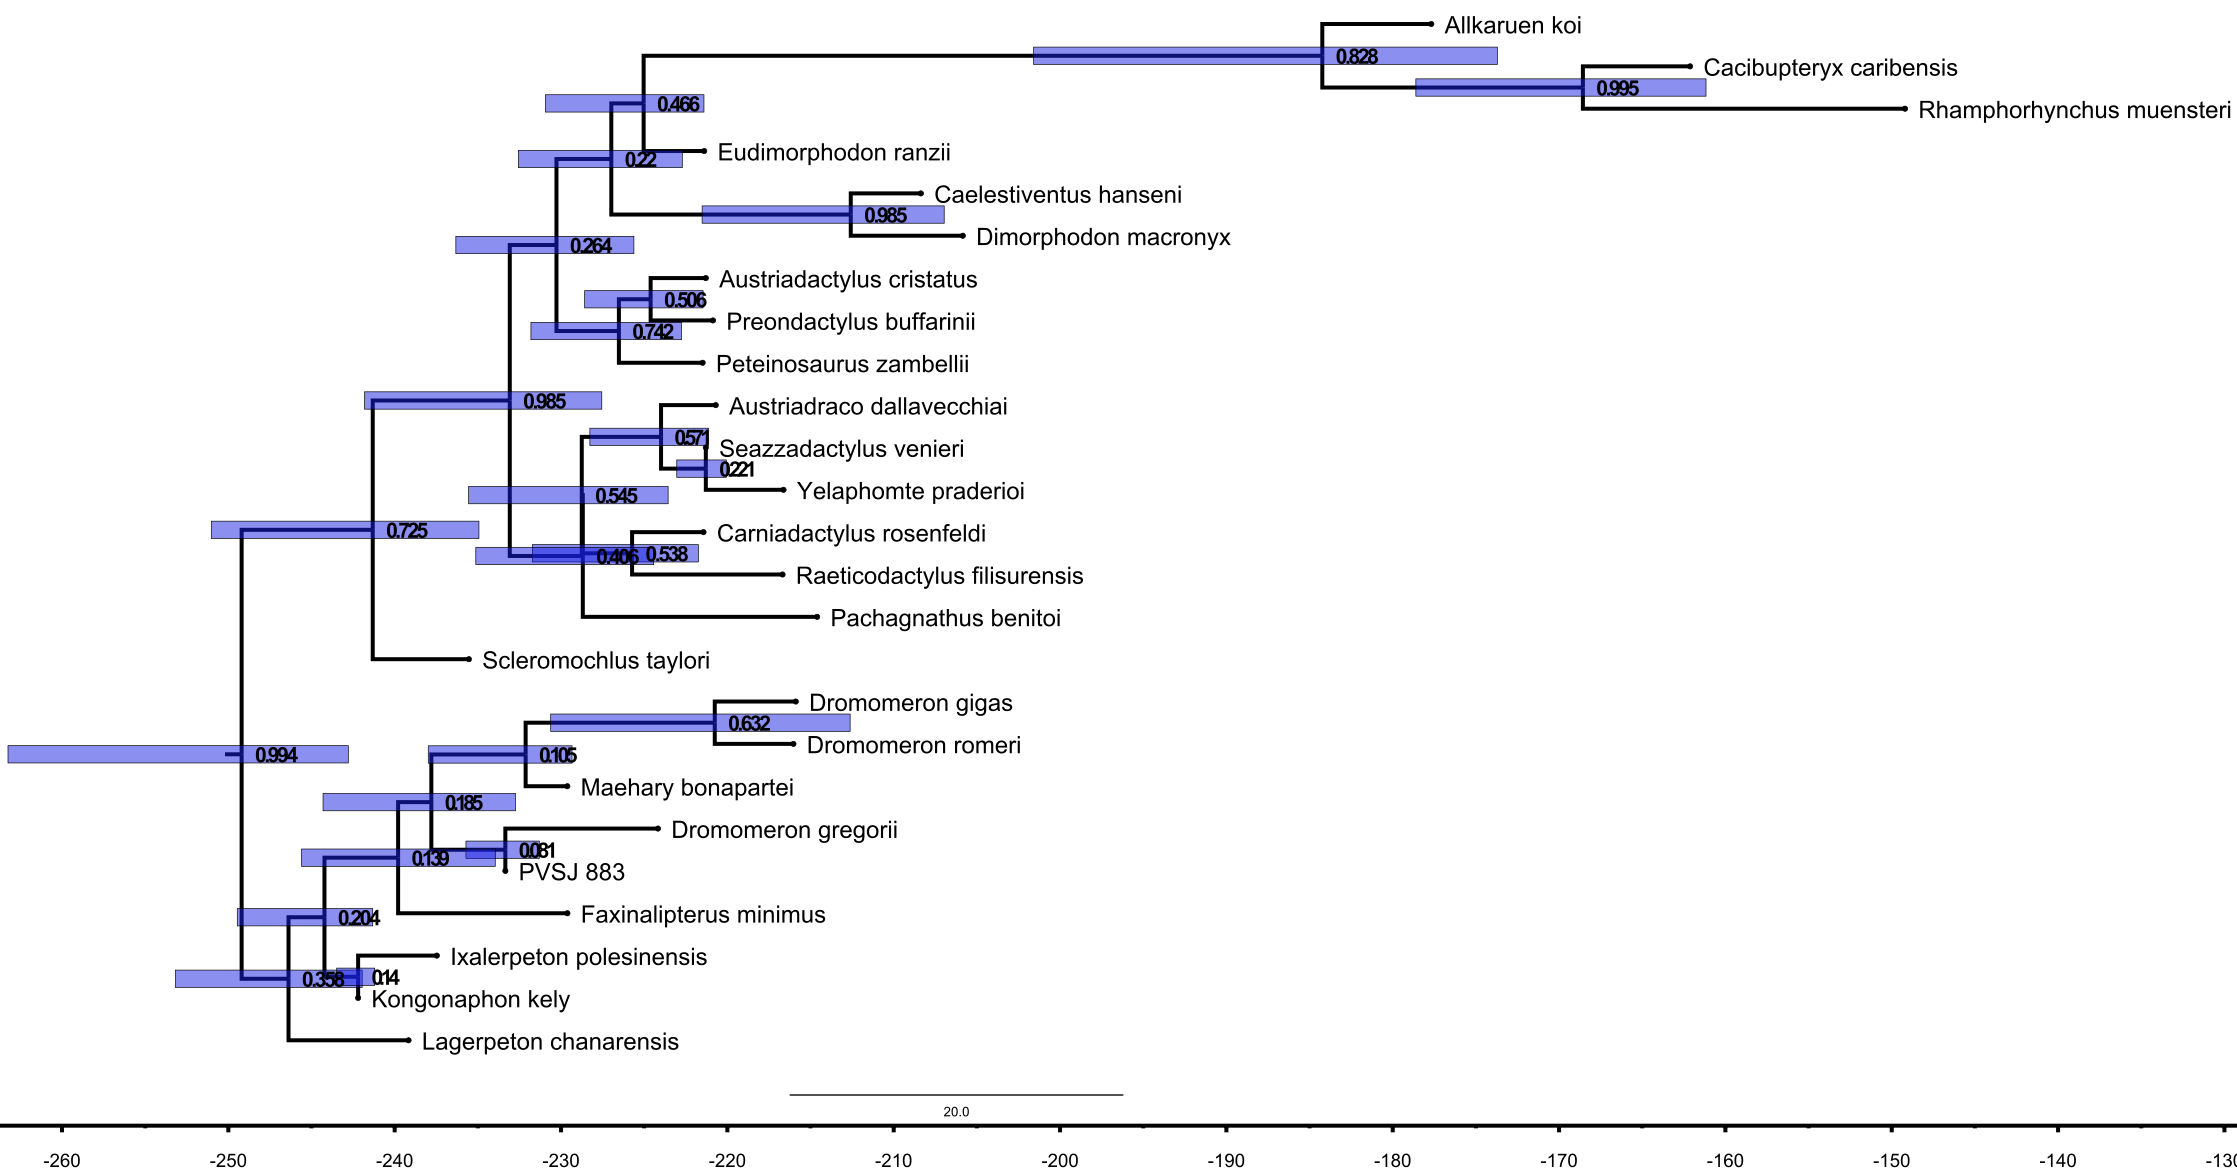 Allkaruen koi
0.828
Cacibupteryx caribensis
0.995
0.466
Rhamphorhynchus muensteri
Eudimorphodon ranzii
0.22
Caelestiventus hanseni
0.985
Dimorphodon macronyx
0.264
Austriadactylus cristatus
0.506
Preondactylus buffarinii
0.742
Peteinosaurus zambellii
0.985
Austriadraco dallavecchiai
0.571
Seazzadactylus venieri
0.221
Yelaphomte praderioi
0.545
0.725
Carniadactylus rosenfeldi
0.406
0.538
Raeticodactylus filisurensis
Pachagnathus benitoi
Scleromochlus taylori
Dromomeron gigas
0.632
Dromomeron romeri
0.994
0.105
Maehary bonapartei
0.185
Dromomeron gregorii
0.081
0.139
PVSJ 883
0.204
Faxinalipterus minimus
Ixalerpeton polesinensis
0.358
0.14
Kongonaphon kely
Lagerpeton chanarensis
20.0
-260 -250 -240 -230 -220 -210 -200 -190 -180 -170 -160 -150 -140 -130